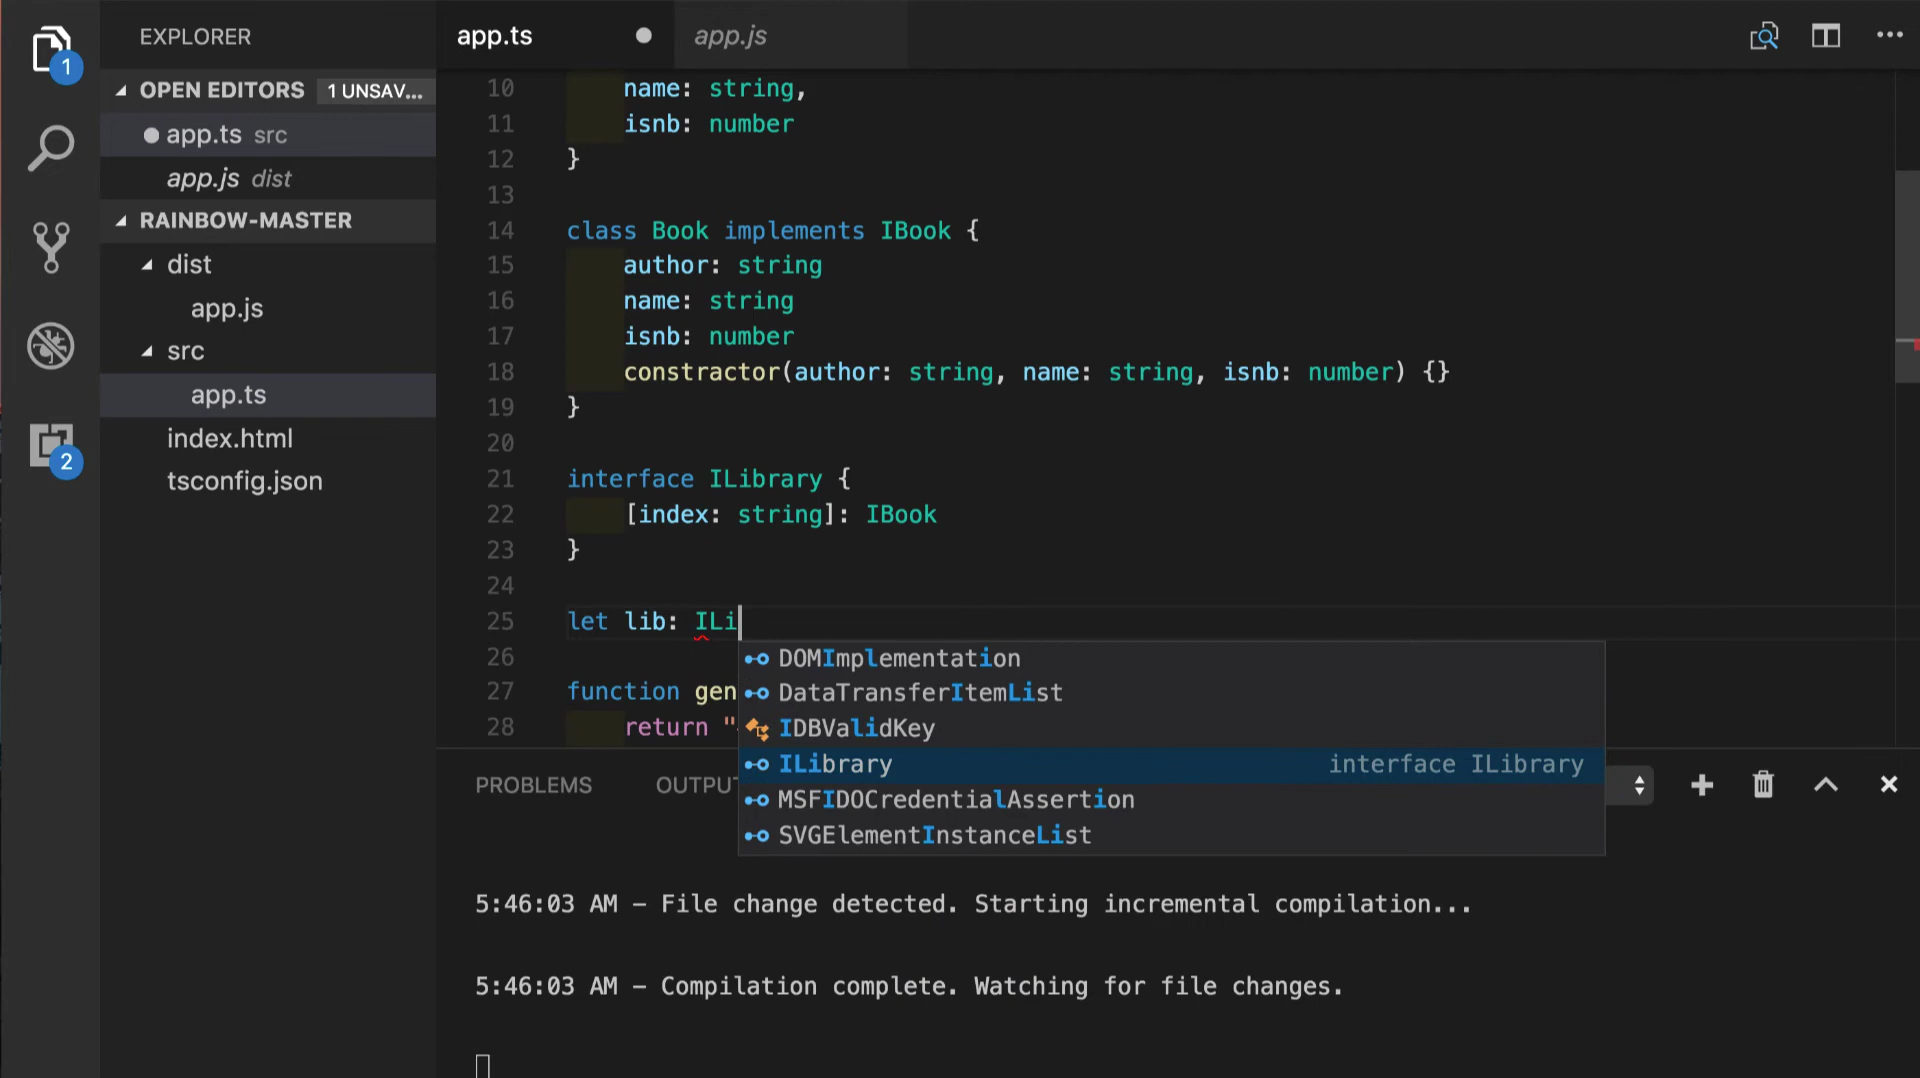 EXPLORER
1
OPEN EDITORS 1 UNSAV...
app.ts src
app.js dist
RAINBOW-MASTER
dist
app.js
src
app.ts
index.html
tsconfig.json
2
app.ts
app.js
10 name: string,
11 isnb: number
12 }
13
14 class Book implements IBook {
15 author: string
16 name: string
17 isnb: number
18 constractor(author: string, name: string, isnb: number) {}
19 }
20
21 interface ILibrary {
22 [index: string]: IBook
23 }
24
25 let lib: ILi
26
27 function gen
28 return "
DOMImplementation
DataTransferItemList
IDBValidKey
ILibrary interface ILibrary
MSFIDOCredentialAssertion
SVGElementInstanceList
PROBLEMS OUTPU
5:46:03 AM – File change detected. Starting incremental compilation...
5:46:03 AM – Compilation complete. Watching for file changes.